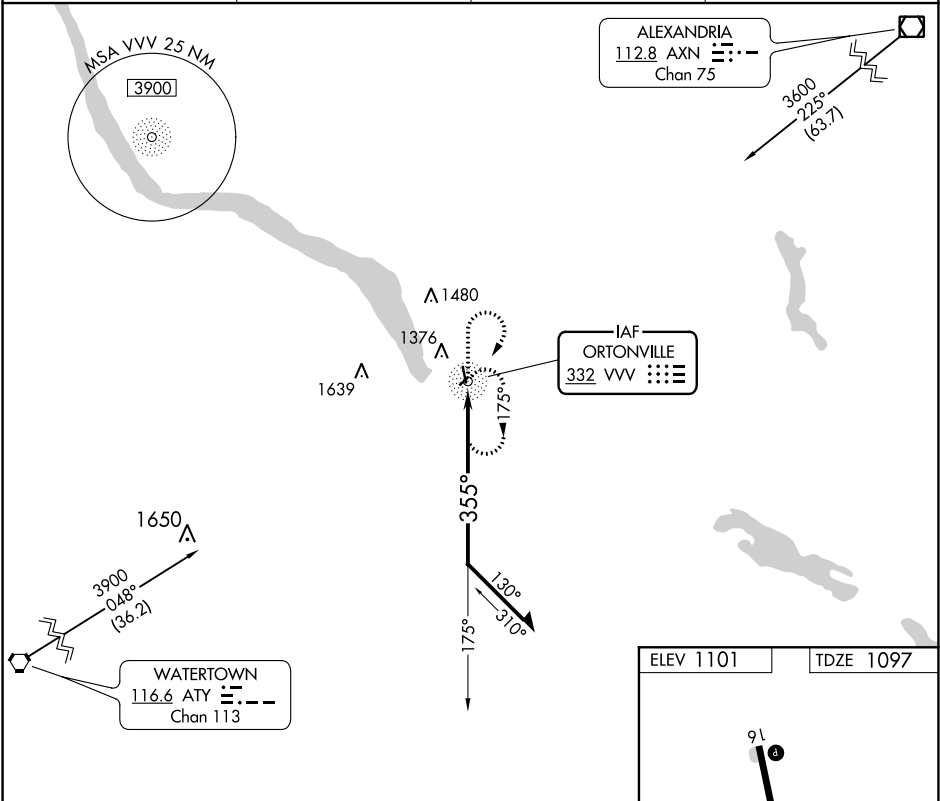 MSA VVV 25 NM
3900
ALEXANDRIA
112.8 AXN
Chan 75
3600
225°
(63.7)
1480
1376
1639
IAF
ORTONVILLE
332 VVV
175°
355°
1650
3900
048°
(36.2)
130°
310°
175°
WATERTOWN
116.6 ATY
Chan 113
ELEV 1101
TDZE 1097
16
P